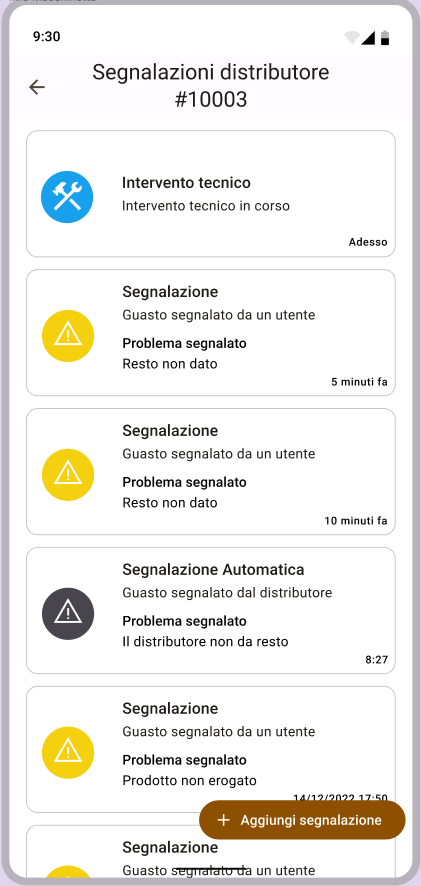 9:30
Segnalazioni distributore
#10003
Intervento tecnico
Intervento tecnico in corso
Adesso
Segnalazione
Guasto segnalato da un utente
Problema segnalato
Resto non dato
5 minuti fa
Segnalazione
Guasto segnalato da un utente
Problema segnalato
Resto non dato
10 minuti fa
Segnalazione Automatica
Guasto segnalato dal distributore
Problema segnalato
Il distributore non da resto
8:27
Segnalazione
Guasto segnalato da un utente
Problema segnalato
Prodotto non erogato
14/12/2022 17:50
+ Aggiungi segnalazione
Segnalazione
Guasto segnalato da un utente